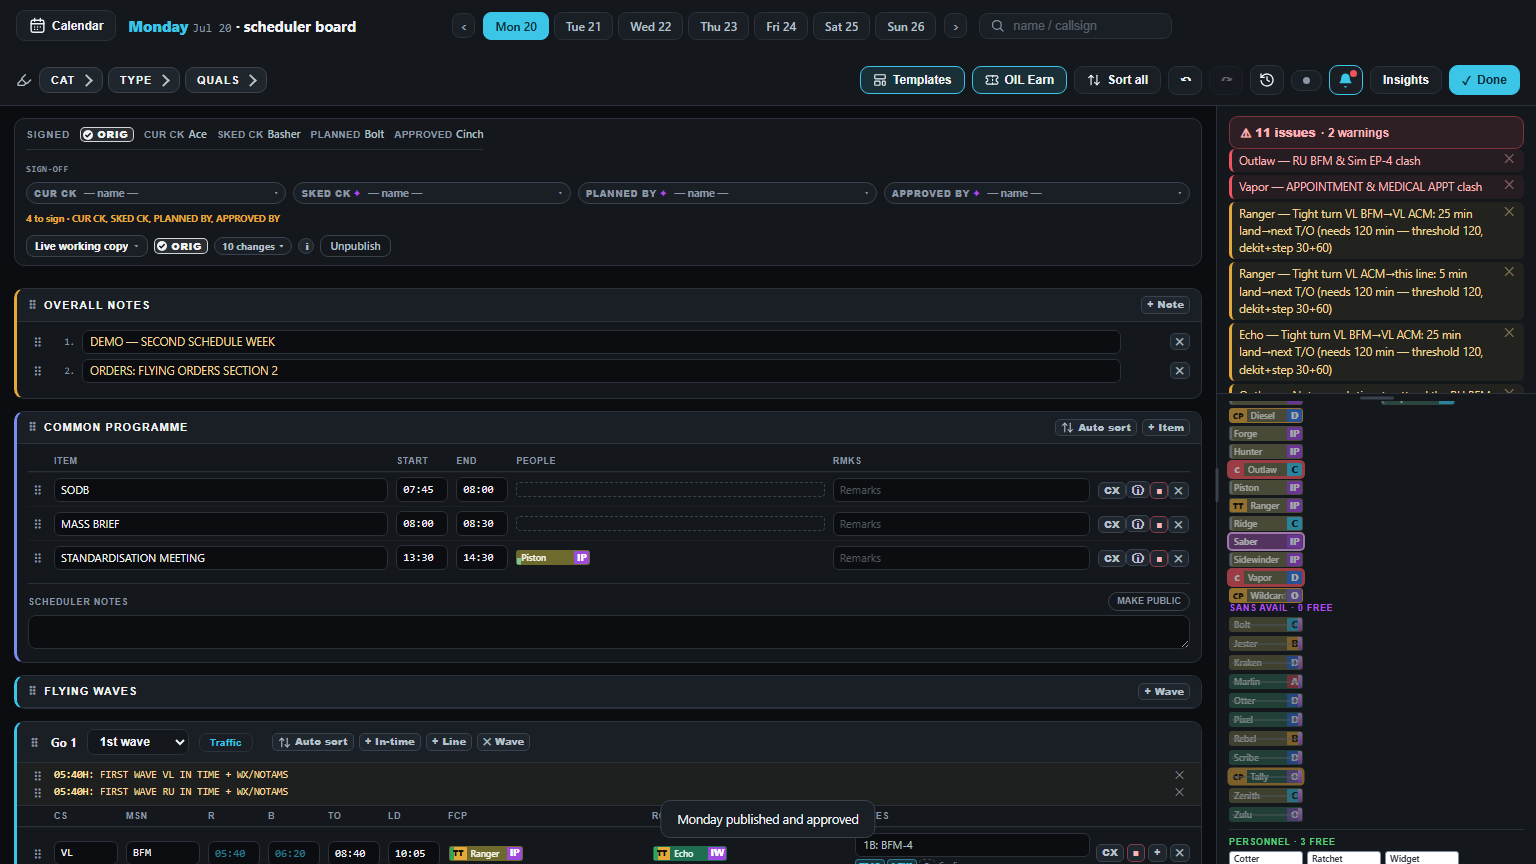 Calendar
Monday Jul 20 · scheduler board
Mon 20
Tue 21
Wed 22
Thu 23
Fri 24
Sat 25
Sun 26
name / callsign
CAT
TYPE
QUALS
Templates
OIL Earn
Sort all
Insights
✓ Done
SIGNED ORIG CUR CK Ace SKED CK Basher PLANNED Bolt APPROVED Cinch
SIGN-OFF
CUR CK — name —
SKED CK — name —
PLANNED BY — name —
APPROVED BY — name —
4 to sign · CUR CK, SKED CK, PLANNED BY, APPROVED BY
Live working copy
ORIG
10 changes
i
Unpublish
OVERALL NOTES
+ Note
1. DEMO — SECOND SCHEDULE WEEK
2. ORDERS: FLYING ORDERS SECTION 2
COMMON PROGRAMME
Auto sort
+ Item
ITEM START END PEOPLE RMKS
SODB 07:45 08:00 Remarks CX
MASS BRIEF 08:00 08:30 Remarks CX
STANDARDISATION MEETING 13:30 14:30 Piston IP Remarks CX
SCHEDULER NOTES
MAKE PUBLIC
FLYING WAVES
+ Wave
Go 1 1st wave Traffic Auto sort + In-time + Line X Wave
05:40H: FIRST WAVE VL IN TIME + WX/NOTAMS
05:40H: FIRST WAVE RU IN TIME + WX/NOTAMS
CS MSN R B TO LD FCP
VL BFM 05:40 06:20 08:40 10:05 TT Ranger IP TT Echo IW 1B: BFM-4 CX
Monday published and approved
11 issues · 2 warnings
Outlaw — RU BFM & Sim EP-4 clash
Vapor — APPOINTMENT & MEDICAL APPT clash
Ranger — Tight turn VL BFM→VL ACM: 25 min
land→next T/O (needs 120 min — threshold 120,
dekit+step 30+60)
Ranger — Tight turn VL ACM→this line: 5 min
land→next T/O (needs 120 min — threshold 120,
dekit+step 30+60)
Echo — Tight turn VL BFM→VL ACM: 25 min
land→next T/O (needs 120 min — threshold 120,
dekit+step 30+60)
CP Diesel D
Forge IP
Hunter IP
C Outlaw C
Piston IP
TT Ranger IP
Ridge C
Saber IP
Sidewinder IP
C Vapor D
CP Wildcar O
SANS AVAIL · 0 FREE
Bolt C
Jester B
Kraken D
Marlin A
Otter D
Pixel D
Rebel B
Scribe D
CP Tally O
Zenith C
Zulu O
PERSONNEL · 3 FREE
Cotter
Ratchet
Widget